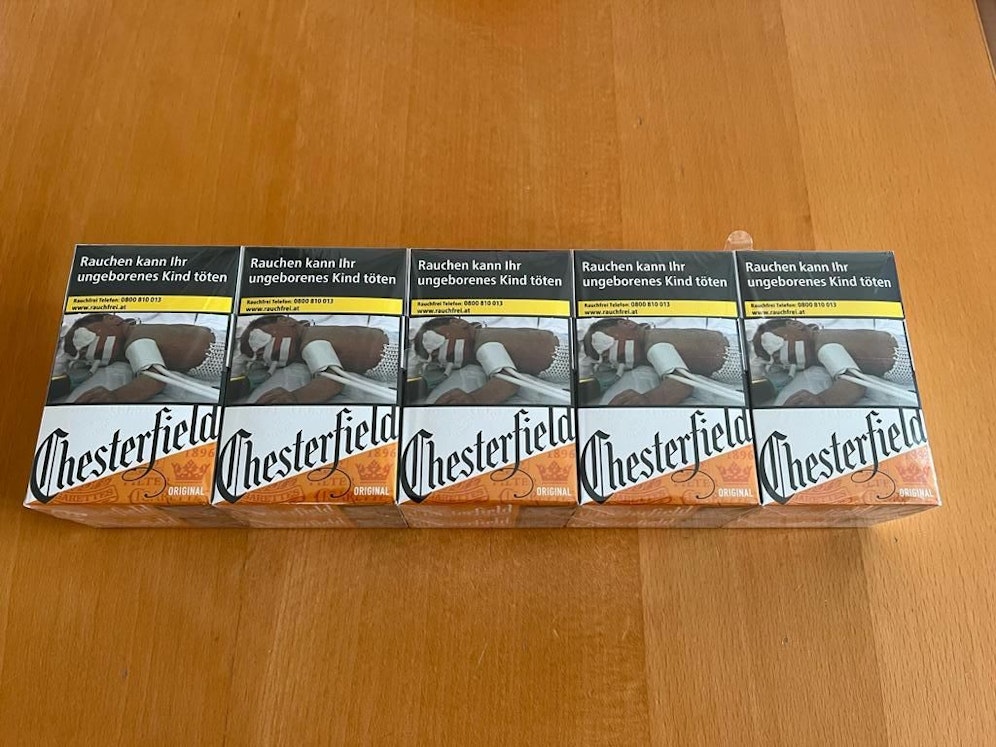 Rauchen kann Ihr
ungeborenes Kind töten
Rauchfrei Telefon: 0800 810 013
www.rauchfrei.at
Chesterfield
1896
ORIGINAL
Rauchen kann Ihr
ungeborenes Kind töten
Rauchfrei Telefon: 0800 810 013
www.rauchfrei.at
Chesterfield
1896
ORIGINAL
Rauchen kann Ihr
ungeborenes Kind töten
Rauchfrei Telefon: 0800 810 013
www.rauchfrei.at
Chesterfield
1896
ORIGINAL
Rauchen kann Ihr
ungeborenes Kind töten
Rauchfrei Telefon: 0800 810 013
www.rauchfrei.at
Chesterfield
1896
ORIGINAL
Rauchen kann Ihr
ungeborenes Kind töten
Rauchfrei Telefon: 0800 810 013
www.rauchfrei.at
Chesterfield
ORIGINAL